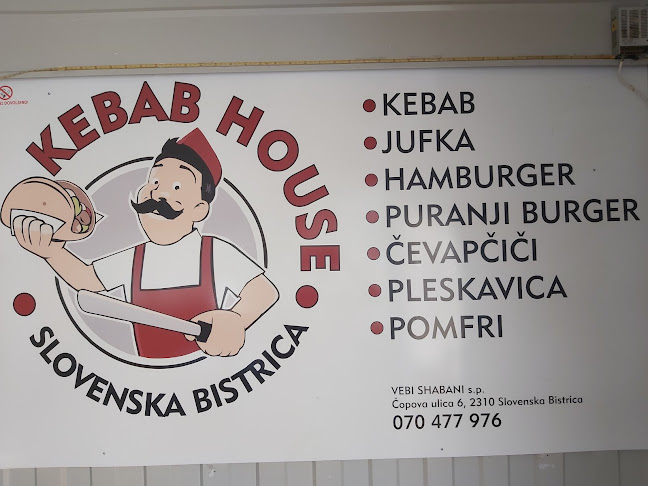 KEBAB HOUSE
SLOVENSKA BISTRICA
KEBAB
JUFKA
HAMBURGER
PURANJI BURGER
ČEVAPČIČI
PLESKAVICA
POMFRI
VEBI SHABANI s.p.
Čopova ulica 6, 2310 Slovenska Bistrica
070 477 976